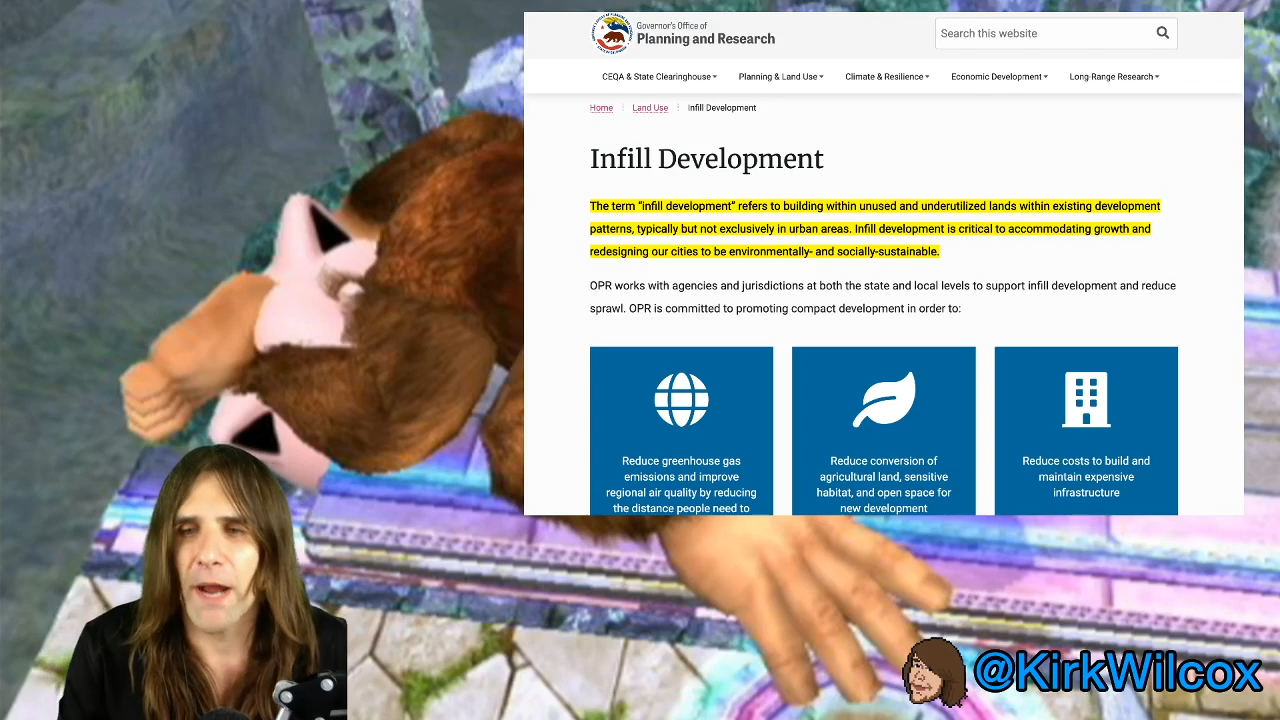 Governor's Office of
Planning and Research
Search this website
CEQA & State Clearinghouse
Planning & Land Use
Climate & Resilience
Economic Development
Long-Range Research
Home
Land Use
Infill Development
Infill Development
The term “infill development” refers to building within unused and underutilized lands within existing development
patterns, typically but not exclusively in urban areas. Infill development is critical to accommodating growth and
redesigning our cities to be environmentally- and socially-sustainable.
OPR works with agencies and jurisdictions at both the state and local levels to support infill development and reduce
sprawl. OPR is committed to promoting compact development in order to:
Reduce greenhouse gas
emissions and improve
regional air quality by reducing
the distance people need to
Reduce conversion of
agricultural land, sensitive
habitat, and open space for
new development
Reduce costs to build and
maintain expensive
infrastructure
@KirkWilcox